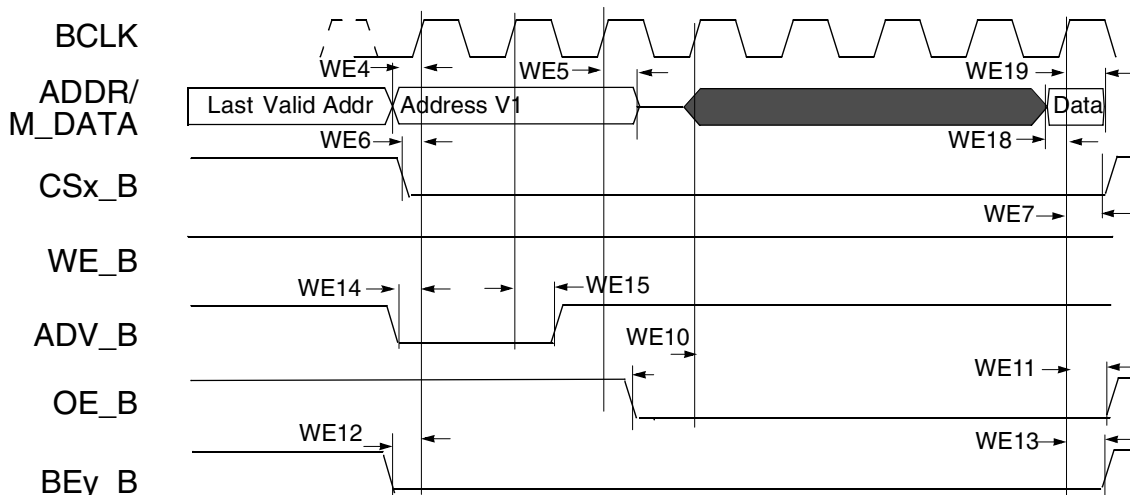 BCLK
WE4
WE5
WE19
ADDR/
M_DATA
Last Valid Addr
Address V1
Data
WE6
WE18
CSx_B
WE7
WE_B
WE14
WE15
ADV_B
WE10
WE11
OE_B
WE12
WE13
BEy_B